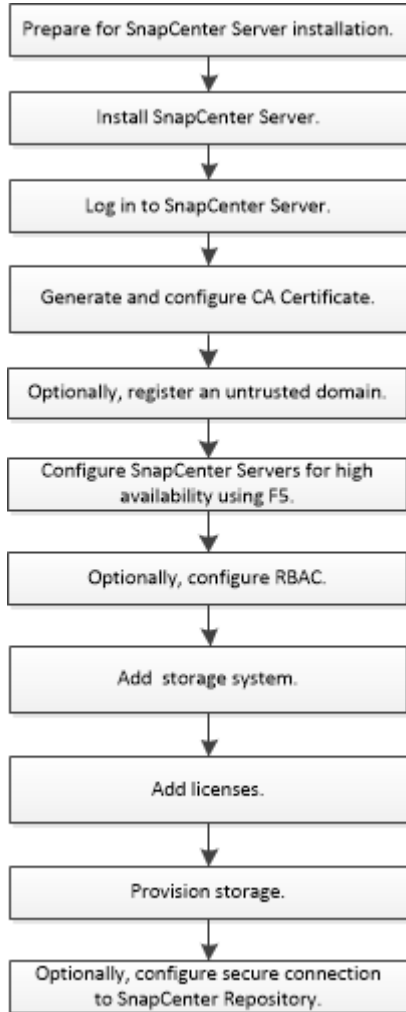 Prepare for SnapCenter Server installation.
Install SnapCenter Server.
Log in to SnapCenter Server.
Generate and configure CA Certificate.
Optionally, register an untrusted domain.
Configure SnapCenter Servers for high
availability using F5.
Optionally, configure RBAC.
Add storage system.
Add licenses.
Provision storage.
Optionally, configure secure connection
to SnapCenter Repository.